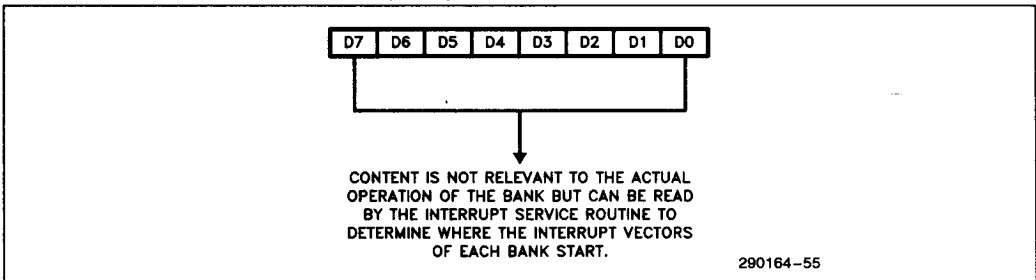 D7 D6 D5 D4 D3 D2 D1 D0
CONTENT IS NOT RELEVANT TO THE ACTUAL
OPERATION OF THE BANK BUT CAN BE READ
BY THE INTERRUPT SERVICE ROUTINE TO
DETERMINE WHERE THE INTERRUPT VECTORS
OF EACH BANK START.
290164-55